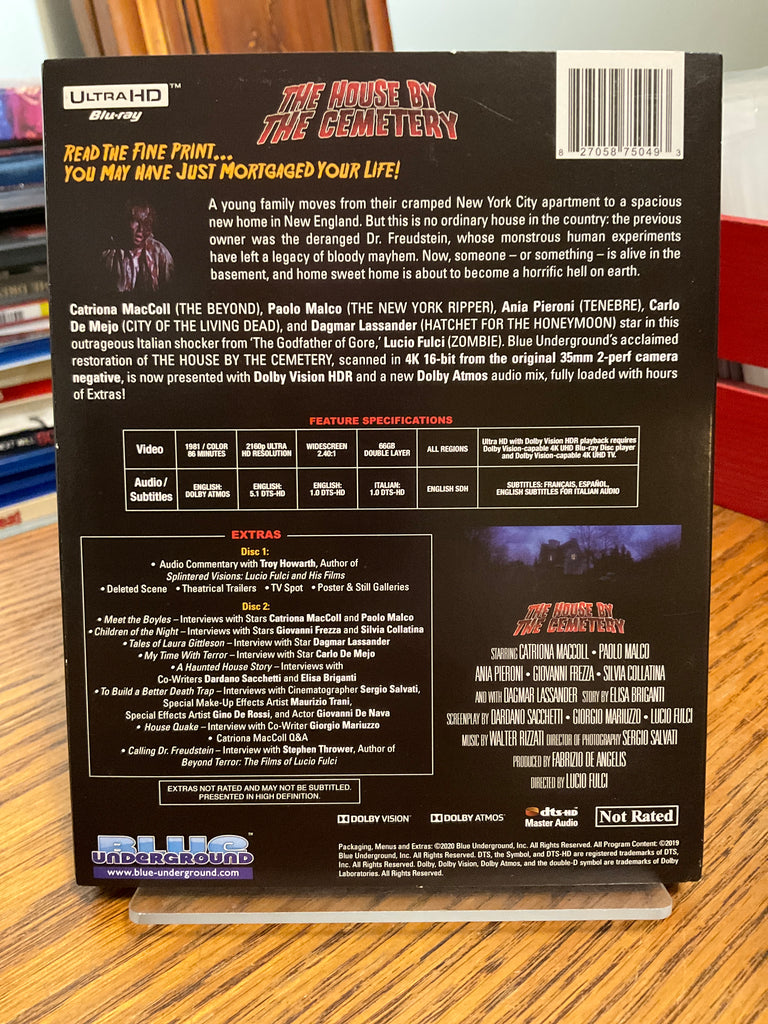 ULTRA HD™
Blu-ray
THE HOUSE BY
THE CEMETERY
8 27058 75049 3
READ THE FINE PRINT...
YOU MAY HAVE JUST MORTGAGED YOUR LIFE!
A young family moves from their cramped New York City apartment to a spacious
new home in New England. But this is no ordinary house in the country: the previous
owner was the deranged Dr. Freudstein, whose monstrous human experiments
have left a legacy of bloody mayhem. Now, someone – or something – is alive in the
basement, and home sweet home is about to become a horrific hell on earth.
Catriona MacColl (THE BEYOND), Paolo Malco (THE NEW YORK RIPPER), Ania Pieroni (TENEBRE), Carlo
De Mejo (CITY OF THE LIVING DEAD), and Dagmar Lassander (HATCHET FOR THE HONEYMOON) star in this
outrageous Italian shocker from 'The Godfather of Gore,' Lucio Fulci (ZOMBIE). Blue Underground's acclaimed
restoration of THE HOUSE BY THE CEMETERY, scanned in 4K 16-bit from the original 35mm 2-perf camera
negative, is now presented with Dolby Vision HDR and a new Dolby Atmos audio mix, fully loaded with hours
of Extras!
FEATURE SPECIFICATIONS
Video
1981 / COLOR
86 MINUTES
2160p ULTRA
HD RESOLUTION
WIDESCREEN
2.40:1
66GB
DOUBLE LAYER
ALL REGIONS
Ultra HD with Dolby Vision HDR playback requires
Dolby Vision-capable 4K UHD Blu-ray Disc player
and Dolby Vision-capable 4K UHD TV.
Audio/
Subtitles
ENGLISH:
DOLBY ATMOS
ENGLISH:
5.1 DTS-HD
ENGLISH:
1.0 DTS-HD
ITALIAN:
1.0 DTS-HD
ENGLISH SDH
SUBTITLES: FRANÇAIS, ESPAÑOL,
ENGLISH SUBTITLES FOR ITALIAN AUDIO
EXTRAS
Disc 1:
• Audio Commentary with Troy Howarth, Author of
Splintered Visions: Lucio Fulci and His Films
• Deleted Scene • Theatrical Trailers • TV Spot • Poster & Still Galleries
Disc 2:
• Meet the Boyles – Interviews with Stars Catriona MacColl and Paolo Malco
• Children of the Night – Interviews with Stars Giovanni Frezza and Silvia Collatina
• Tales of Laura Gittleson – Interview with Star Dagmar Lassander
• My Time With Terror – Interview with Star Carlo De Mejo
• A Haunted House Story – Interviews with
Co-Writers Dardano Sacchetti and Elisa Briganti
• To Build a Better Death Trap – Interviews with Cinematographer Sergio Salvati,
Special Make-Up Effects Artist Maurizio Trani,
Special Effects Artist Gino De Rossi, and Actor Giovanni De Nava
• House Quake – Interview with Co-Writer Giorgio Mariuzzo
• Catriona MacColl Q&A
• Calling Dr. Freudstein – Interview with Stephen Thrower, Author of
Beyond Terror: The Films of Lucio Fulci
EXTRAS NOT RATED AND MAY NOT BE SUBTITLED.
PRESENTED IN HIGH DEFINITION.
THE HOUSE BY
THE CEMETERY
STARRING CATRIONA MACCOLL • PAOLO MALCO
ANIA PIERONI • GIOVANNI FREZZA • SILVIA COLLATINA
AND WITH DAGMAR LASSANDER STORY BY ELISA BRIGANTI
SCREENPLAY BY DARDANO SACCHETTI • GIORGIO MARIUZZO • LUCIO FULCI
MUSIC BY WALTER RIZZATI DIRECTOR OF PHOTOGRAPHY SERGIO SALVATI
PRODUCED BY FABRIZIO DE ANGELIS
DIRECTED BY LUCIO FULCI
DOLBY VISION™ DOLBY ATMOS™ dts-HD
Master Audio
Not Rated
BLUE™
UNDERGROUND
www.blue-underground.com
Packaging, Menus and Extras: ©2020 Blue Underground, Inc. All Rights Reserved. All Program Content: ©2019
Blue Underground, Inc. All Rights Reserved. DTS, the Symbol, and DTS-HD are registered trademarks of DTS,
Inc. All Rights Reserved. Dolby, Dolby Vision, Dolby Atmos, and the double-D symbol are trademarks of Dolby
Laboratories. All Rights Reserved.